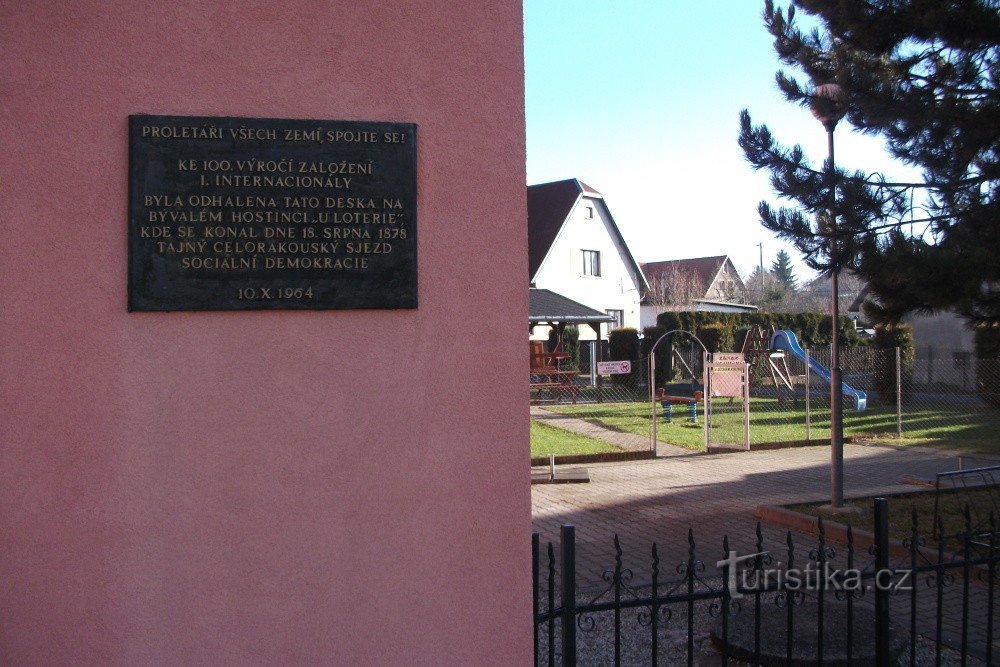 PROLETÁŘI VŠECH ZEMÍ, SPOJTE SE!
KE 100. VÝROČÍ ZALOŽENÍ
I. INTERNACIONÁLY
BYLA ODHALENA TATO DESKA NA
BÝVALÉM HOSTINCI „U LOTERIE“,
KDE SE KONAL DNE 18. SRPNA 1878
TAJNÝ CELORAKOUSKÝ SJEZD
SOCIÁLNÍ DEMOKRACIE
10.X.1964
Turistika.cz